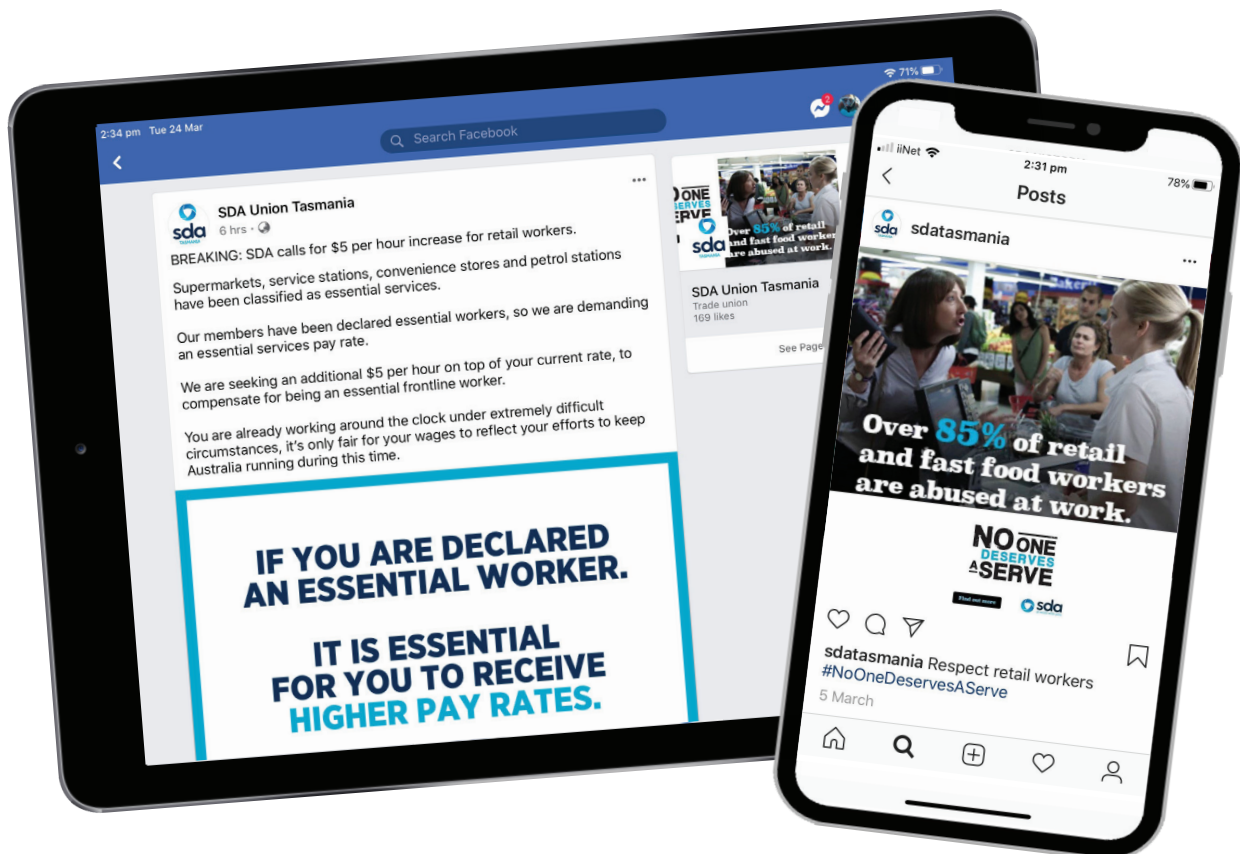 2:34 pm Tue 24 Mar
71%
Search Facebook
2
sda
TASMANIA
SDA Union Tasmania
6 hrs
BREAKING: SDA calls for $5 per hour increase for retail workers.
Supermarkets, service stations, convenience stores and petrol stations
have been classified as essential services.
Our members have been declared essential workers, so we are demanding
an essential services pay rate.
We are seeking an additional $5 per hour on top of your current rate, to
compensate for being an essential frontline worker.
You are already working around the clock under extremely difficult
circumstances, it's only fair for your wages to reflect your efforts to keep
Australia running during this time.
IF YOU ARE DECLARED
AN ESSENTIAL WORKER.
IT IS ESSENTIAL
FOR YOU TO RECEIVE
HIGHER PAY RATES.
ONE
SERVES
ERVE
sda
TASMANIA
Over 85% of retail
and fast food worker
are abused at work.
SDA Union Tasmania
Trade union
169 likes
See Page
iiNet
2:31 pm
78%
Posts
sda
TASMANIA
sdatasmania
Baker
Over 85% of retail
and fast food workers
are abused at work.
NO ONE
DESERVES
A SERVE
Find out more
sda
sdatasmania Respect retail workers
#NoOneDeservesAServe
5 March